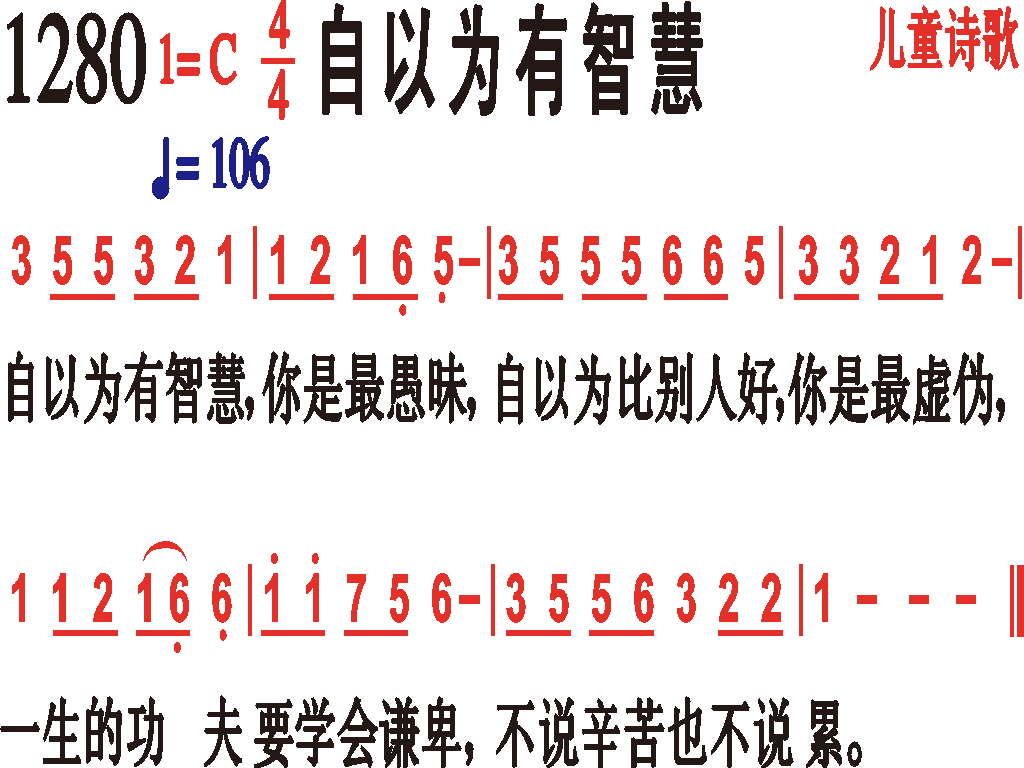 1280 1=C 4/4 自以为有智慧 儿童诗歌
♩= 106
3 5 5 3 2 1 | 1 2 1 6̣ 5̣ – | 3 5 5 5 6 6 5 | 3 3 2 1 2 – |
自以为有智慧,你是最愚昧, 自以为比别人好,你是最虚伪,
1 1 2 1 6̣ 6̣ | 1̇ 1̇ 7 5 6 – | 3 5 5 6 3 2 2 | 1 – – – ‖
一生的功 夫 要学会谦卑, 不说辛苦也不说 累。